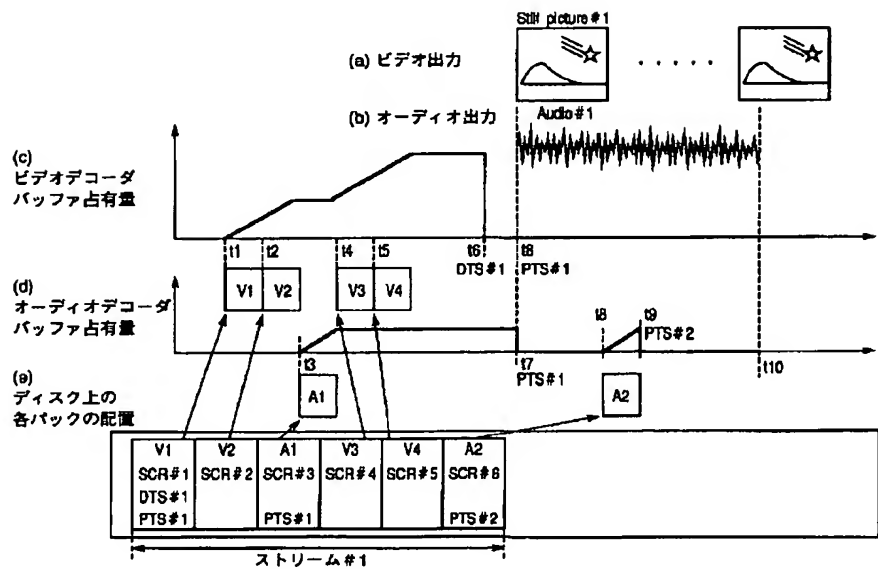 Still picture#1
(a) ビデオ出力
(b) オーディオ出力
Audio#1
(c)
ビデオデコーダ
バッファ占有量
t1 t2 t4 t5 t6 t8
DTS#1 PTS#1
V1 V2 V3 V4
(d)
オーディオデコーダ
バッファ占有量
t8 t9
PTS#2
t3 t7 t10
PTS#1
A1 A2
(e)
ディスク上の
各パックの配置
V1 V2 A1 V3 V4 A2
SCR#1 SCR#2 SCR#3 SCR#4 SCR#5 SCR#6
DTS#1
PTS#1 PTS#1 PTS#2
ストリーム#1